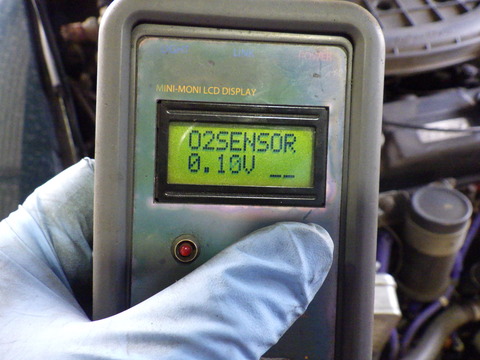 MINI-MONI LCD DISPLAY
O2SENSOR
0.10V __